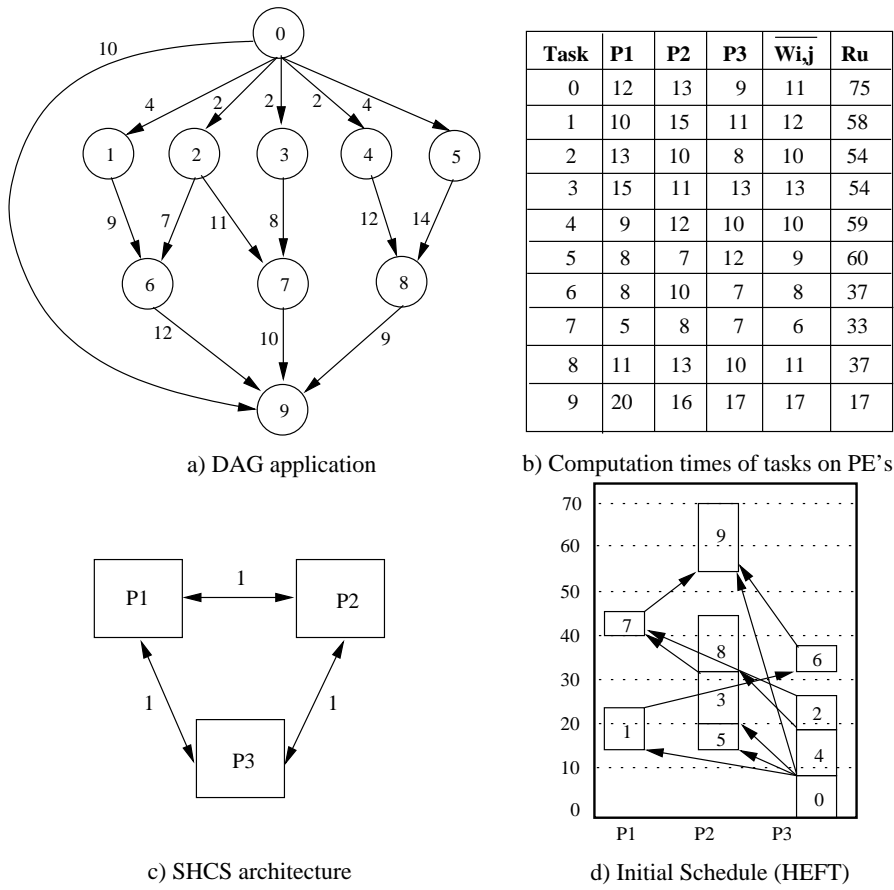 0
10
4
2
2
2
4
1
2
3
4
5
9
7
11
8
12
14
6
7
8
12
10
9
9
a) DAG application
Task P1 P2 P3 Wi,j Ru
0 12 13 9 11 75
1 10 15 11 12 58
2 13 10 8 10 54
3 15 11 13 13 54
4 9 12 10 10 59
5 8 7 12 9 60
6 8 10 7 8 37
7 5 8 7 6 33
8 11 13 10 11 37
9 20 16 17 17 17
b) Computation times of tasks on PE's
P1
1
P2
1
1
P3
c) SHCS architecture
70
60
50
40
30
20
10
0
9
7
8
6
3
2
1
5
4
0
P1 P2 P3
d) Initial Schedule (HEFT)